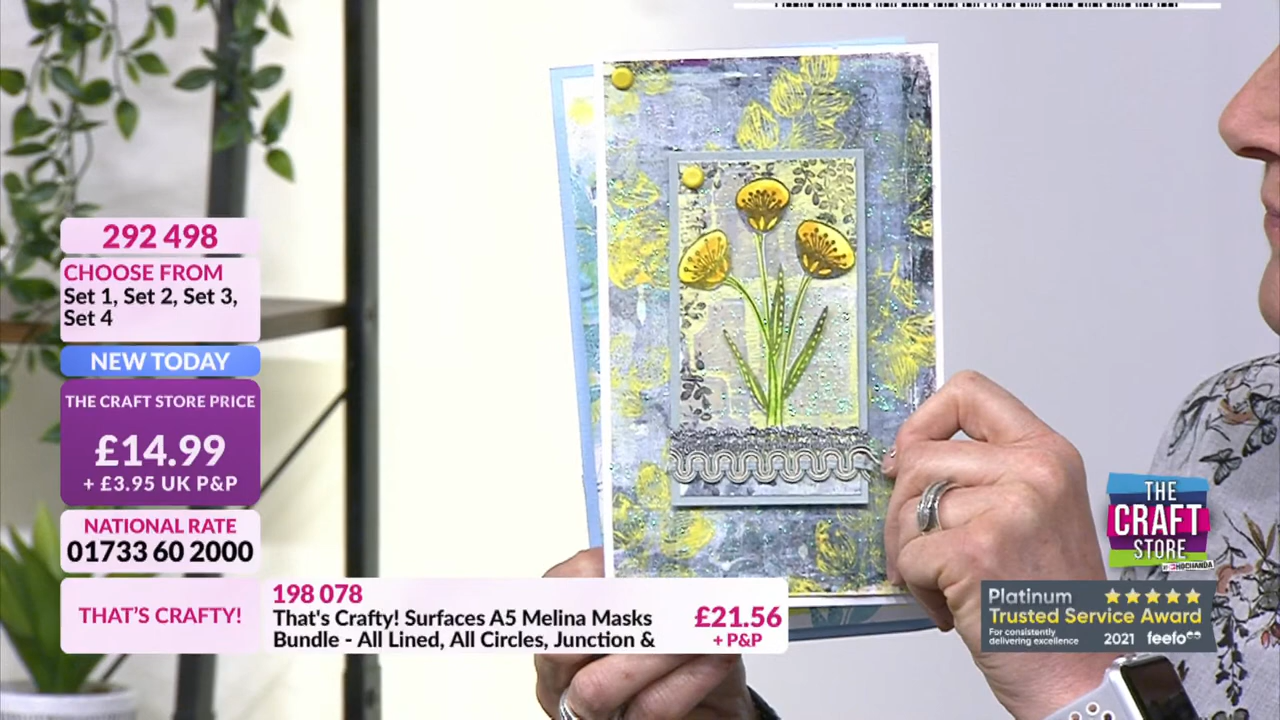 292 498
CHOOSE FROM
Set 1, Set 2, Set 3,
Set 4
NEW TODAY
THE CRAFT STORE PRICE
£14.99
+ £3.95 UK P&P
NATIONAL RATE
01733 60 2000
THAT'S CRAFTY!
198 078
That's Crafty! Surfaces A5 Melina Masks
Bundle - All Lined, All Circles, Junction &
£21.56
+ P&P
THE
CRAFT
STORE
HOCHANDA
Platinum
Trusted Service Award
For consistently
delivering excellence
2021 feefo